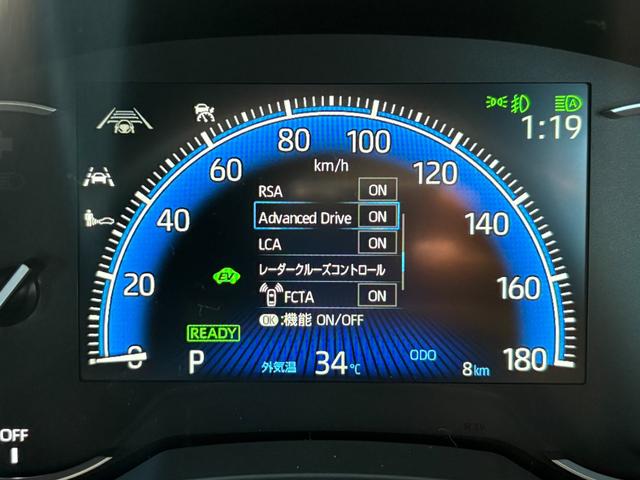 80
100
60
km/h
120
1:19
RSA ON
40
Advanced Drive ON
140
LCA ON
レーダークルーズコントロール
20
EV
FCTA ON
160
OK:機能 ON/OFF
READY
0
P
外気温
34℃
ODO
8km
180
OFF
A